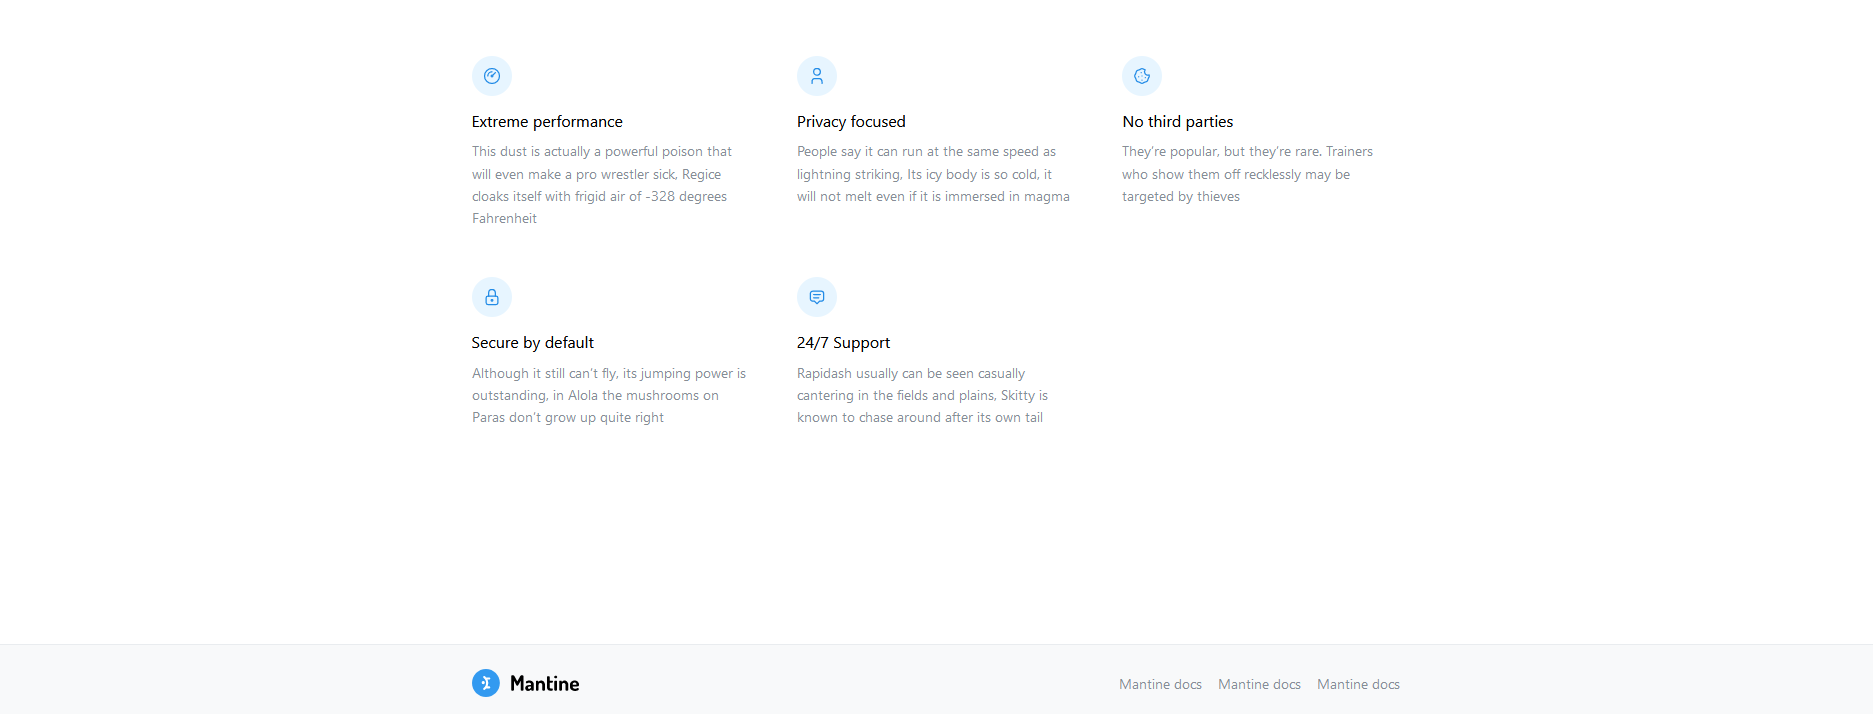 Extreme performance
This dust is actually a powerful poison that
will even make a pro wrestler sick, Regice
cloaks itself with frigid air of -328 degrees
Fahrenheit
Privacy focused
People say it can run at the same speed as
lightning striking, Its icy body is so cold, it
will not melt even if it is immersed in magma
No third parties
They're popular, but they're rare. Trainers
who show them off recklessly may be
targeted by thieves
Secure by default
Although it still can't fly, its jumping power is
outstanding, in Alola the mushrooms on
Paras don't grow up quite right
24/7 Support
Rapidash usually can be seen casually
cantering in the fields and plains, Skitty is
known to chase around after its own tail
Mantine
Mantine docs Mantine docs Mantine docs